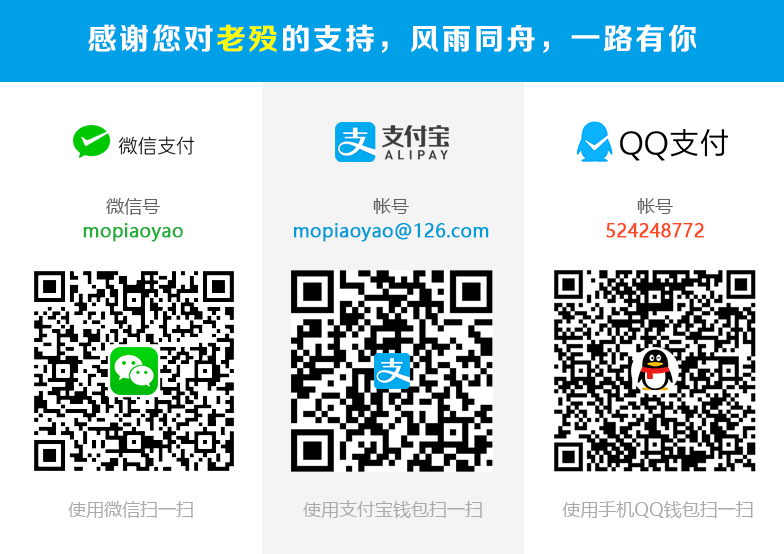 感谢您对老殁的支持，风雨同舟，一路有你
微信支付
微信号
mopiaoyao
使用微信扫一扫
支付宝
ALIPAY
帐号
mopiaoyao@126.com
使用支付宝钱包扫一扫
QQ支付
帐号
524248772
使用手机QQ钱包扫一扫